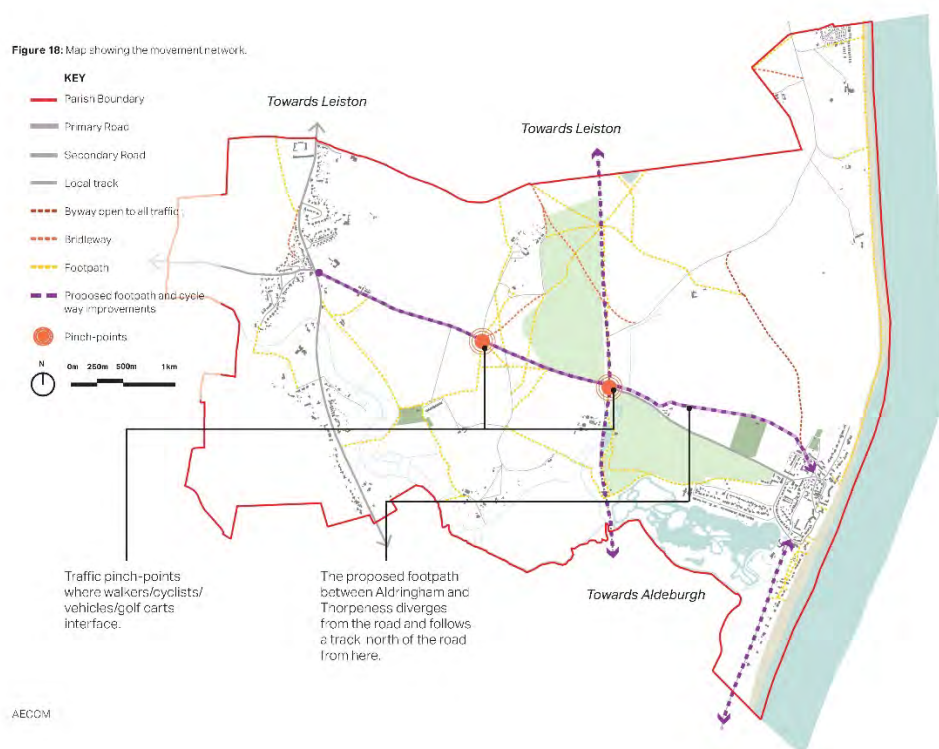 Figure 18: Map showing the movement network.
KEY
Parish Boundary
Primary Road
Secondary Road
Local track
Byway open to all traffic
Bridleway
Footpath
Proposed footpath and cycle
way improvements
Pinch-points
N
0m 250m 500m 1km
Towards Leiston
Towards Leiston
Towards Aldeburgh
Traffic pinch-points
where walkers/cyclists/
vehicles/golf carts
interface.
The proposed footpath
between Aldringham and
Thorpeness diverges
from the road and follows
a track north of the road
from here.
AECOM